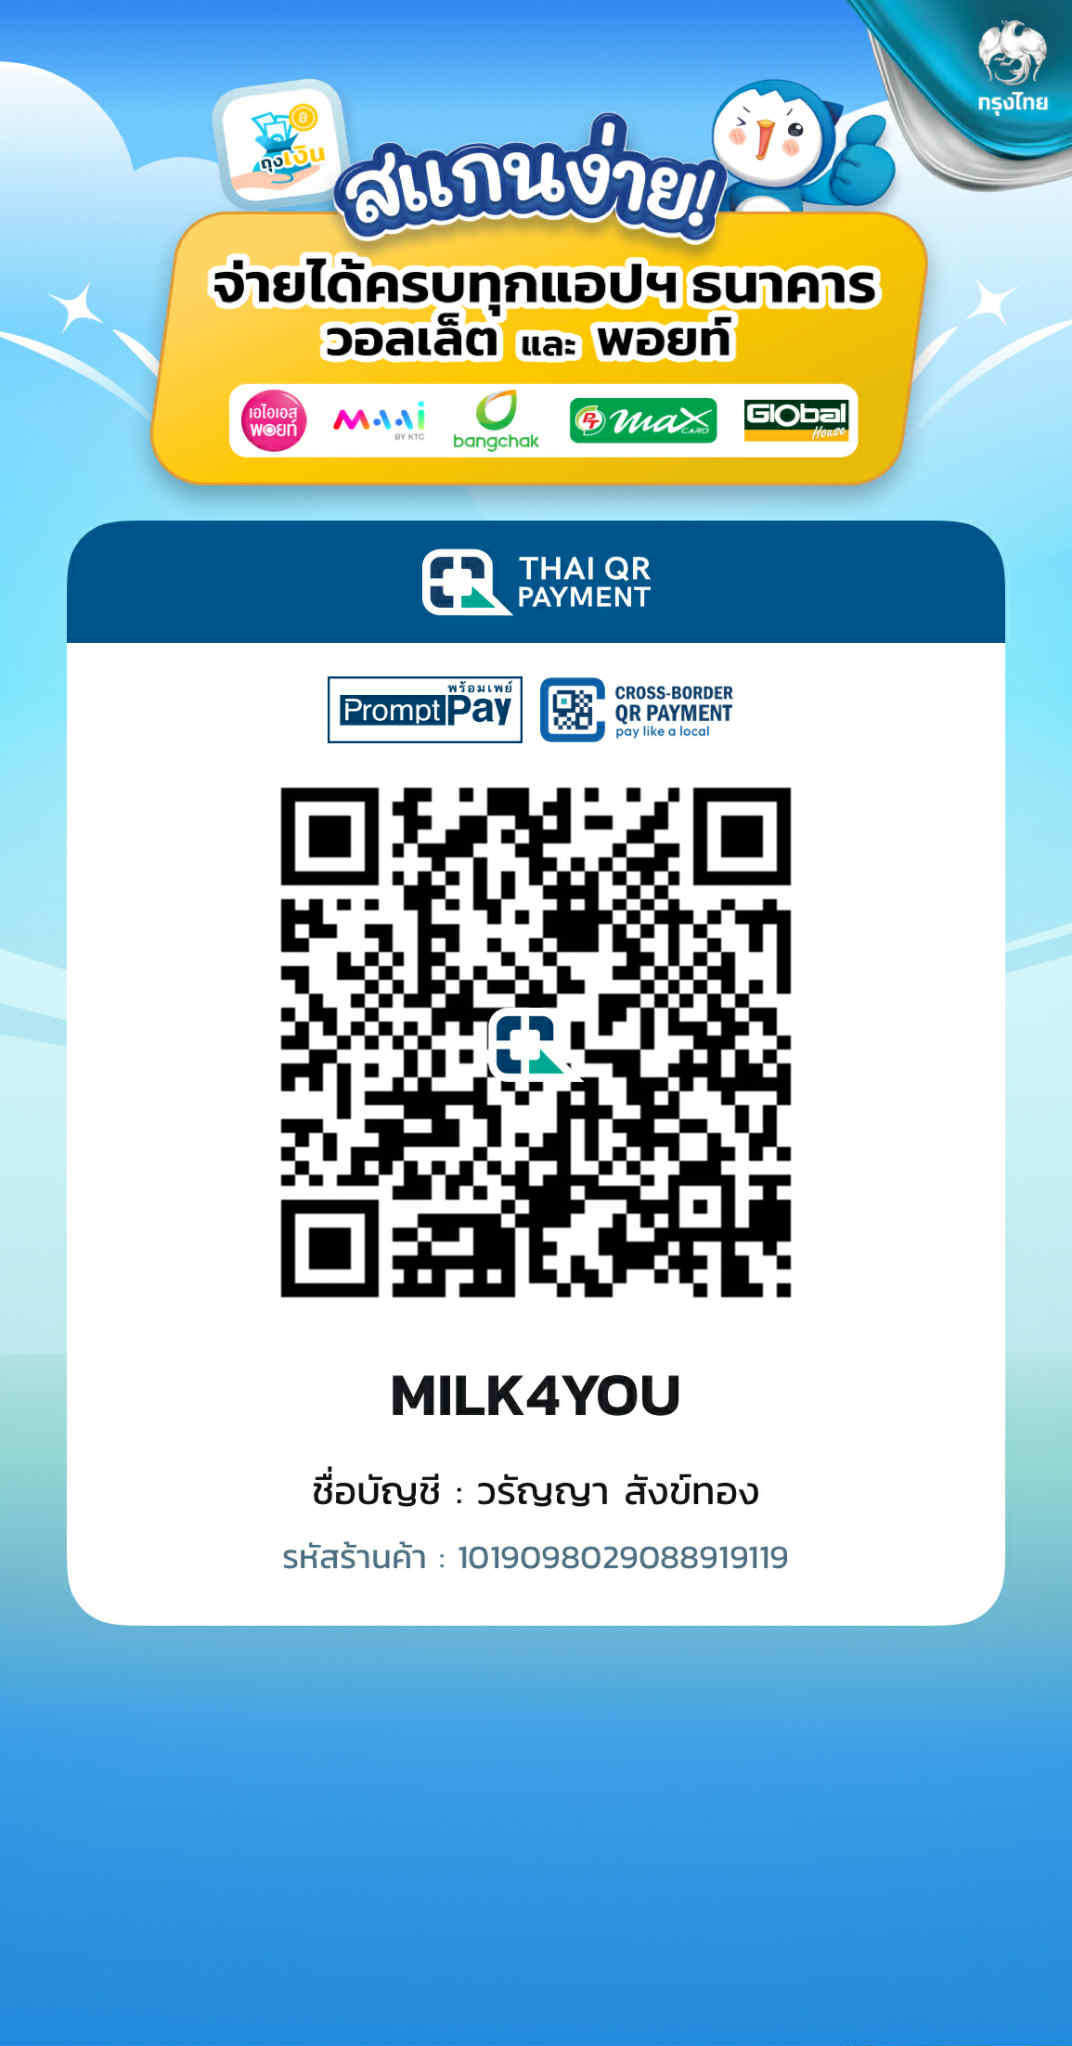 กรุงไทย
ถุงเงิน
สแกนง่าย!
จ่ายได้ครบทุกแอปฯ ธนาคาร
วอลเล็ต และ พอยท์
เอไอเอส พอยท์
MAAI BY KTC
bangchak
PT max CARD
Global House
THAI QR
PAYMENT
พร้อมเพย์
PromptPay
CROSS-BORDER
QR PAYMENT
pay like a local
MILK4YOU
ชื่อบัญชี : วรัญญา สังข์ทอง
รหัสร้านค้า : 1019098029088919119